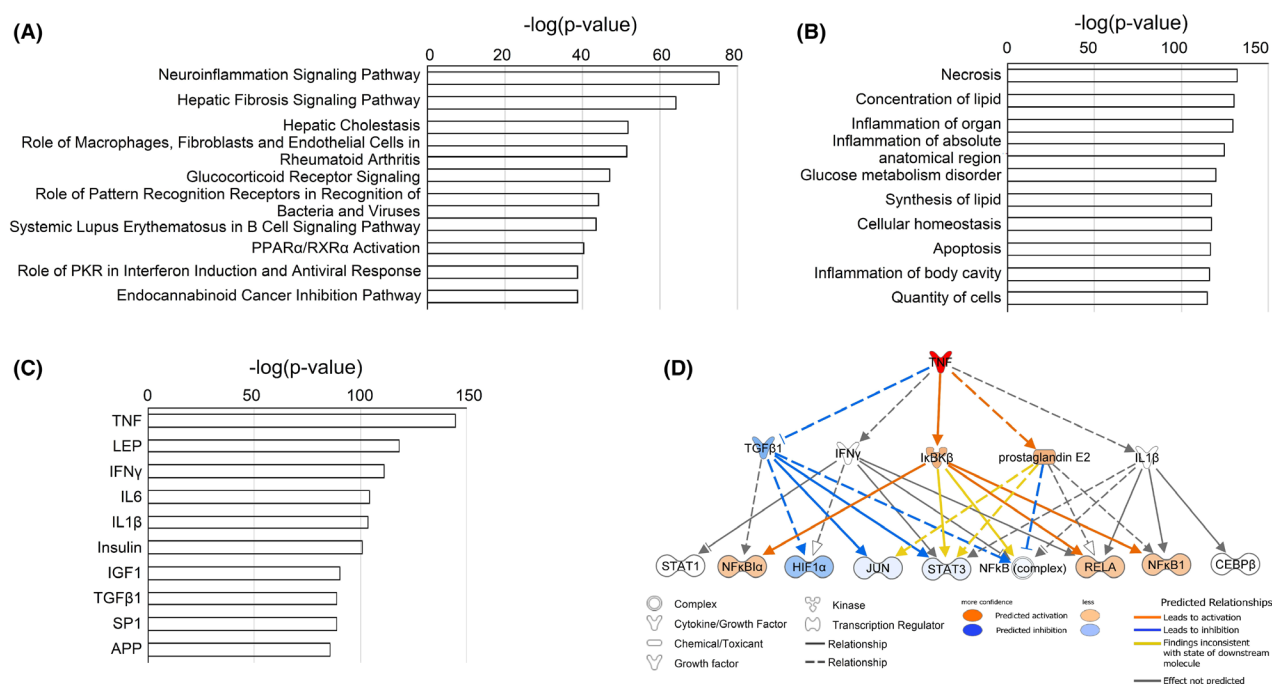 (A)
-log(p-value)
0 20 40 60 80
Neuroinflammation Signaling Pathway
Hepatic Fibrosis Signaling Pathway
Hepatic Cholestasis
Role of Macrophages, Fibroblasts and Endothelial Cells in
Rheumatoid Arthritis
Glucocorticoid Receptor Signaling
Role of Pattern Recognition Receptors in Recognition of
Bacteria and Viruses
Systemic Lupus Erythematosus in B Cell Signaling Pathway
PPARα/RXRα Activation
Role of PKR in Interferon Induction and Antiviral Response
Endocannabinoid Cancer Inhibition Pathway
(B)
-log(p-value)
0 50 100 150
Necrosis
Concentration of lipid
Inflammation of organ
Inflammation of absolute
anatomical region
Glucose metabolism disorder
Synthesis of lipid
Cellular homeostasis
Apoptosis
Inflammation of body cavity
Quantity of cells
(C)
-log(p-value)
0 50 100 150
TNF
LEP
IFNγ
IL6
IL1β
Insulin
IGF1
TGFβ1
SP1
APP
(D)
TNF
TGFβ1 IFNγ IκBKβ prostaglandin E2 IL1β
STAT1 NFκBIα HIF1α JUN STAT3 NFkB (complex) RELA NFκB1 CEBPβ
Complex
Cytokine/Growth Factor
Chemical/Toxicant
Growth factor
Kinase
Transcription Regulator
Relationship
Relationship
more confidence less
Predicted activation
Predicted inhibition
Predicted Relationships
Leads to activation
Leads to inhibition
Findings inconsistent
with state of downstream
molecule
Effect not predicted